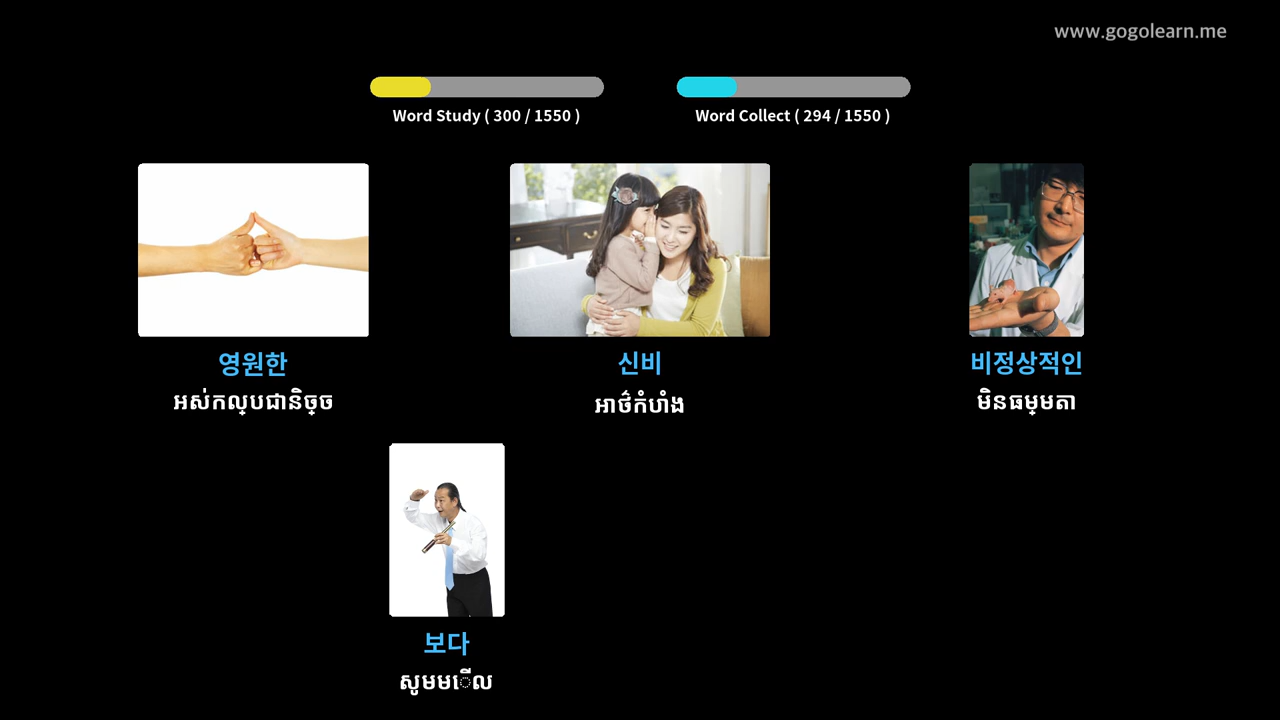 www.gogolearn.me
Word Study ( 300 / 1550 )
Word Collect ( 294 / 1550 )
영원한
អស់កល្បជានិច្ច
신비
អាថ៌កំបាំង
비정상적인
មិនធម្មតា
보다
សូមមើល